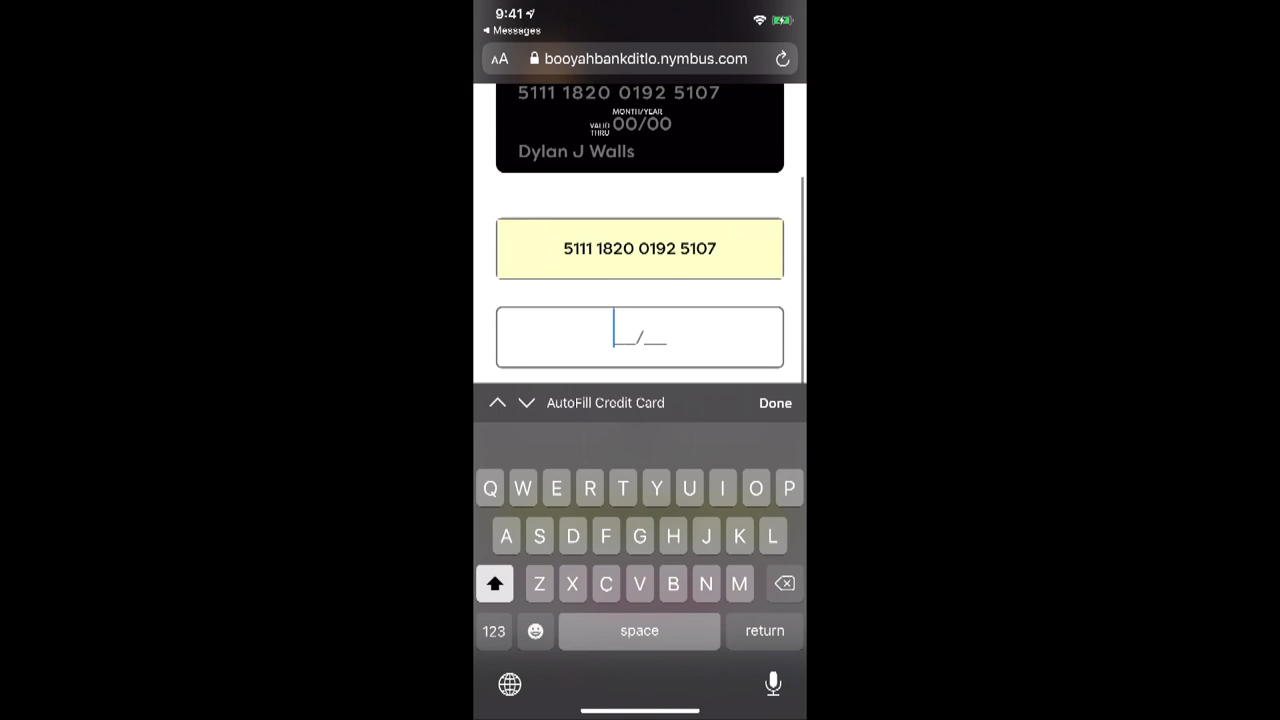 9:41
Messages
AA booyahbankditlo.nymbus.com
5111 1820 0192 5107
MONTH/YEAR
VALID THRU 00/00
Dylan J Walls
5111 1820 0192 5107
__/__
AutoFill Credit Card Done
Q W E R T Y U I O P
A S D F G H J K L
Z X C V B N M
123 space return